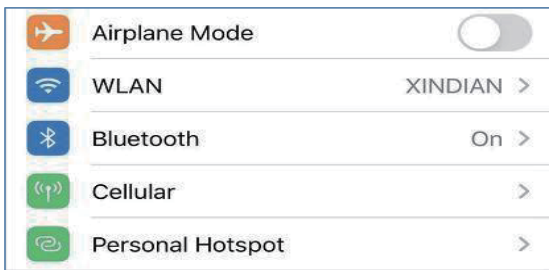 Airplane Mode
WLAN XINDIAN >
Bluetooth On >
Cellular >
Personal Hotspot >